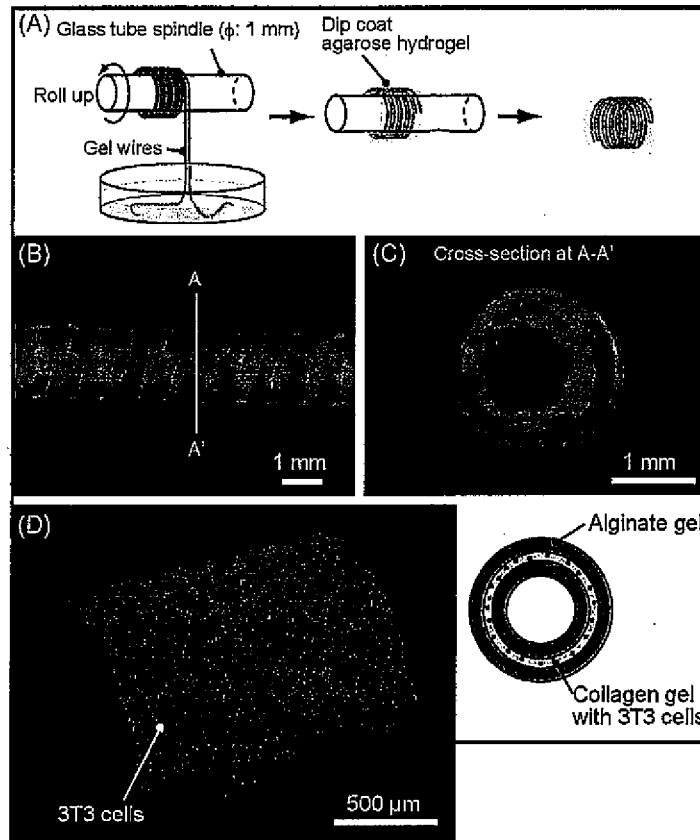 (A)
Glass tube spindle (ϕ: 1 mm)
Dip coat
agarose hydrogel
Roll up
Gel wires
(B)
A
A'
1 mm
(C)
Cross-section at A-A'
1 mm
(D)
3T3 cells
500 µm
Alginate gel
Collagen gel
with 3T3 cells